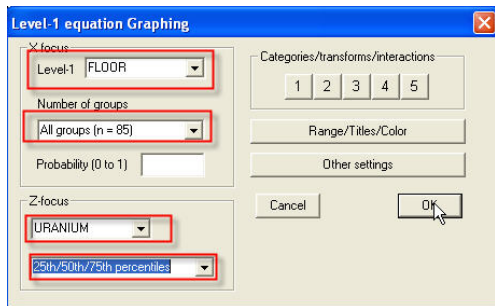 Level-1 equation Graphing
X focus
Level-1 FLOOR
Number of groups
All groups (n = 85)
Probability (0 to 1)
Z-focus
URANIUM
25th/50th/75th percentiles
Categories/transforms/interactions
1 2 3 4 5
Range/Titles/Color
Other settings
Cancel OK